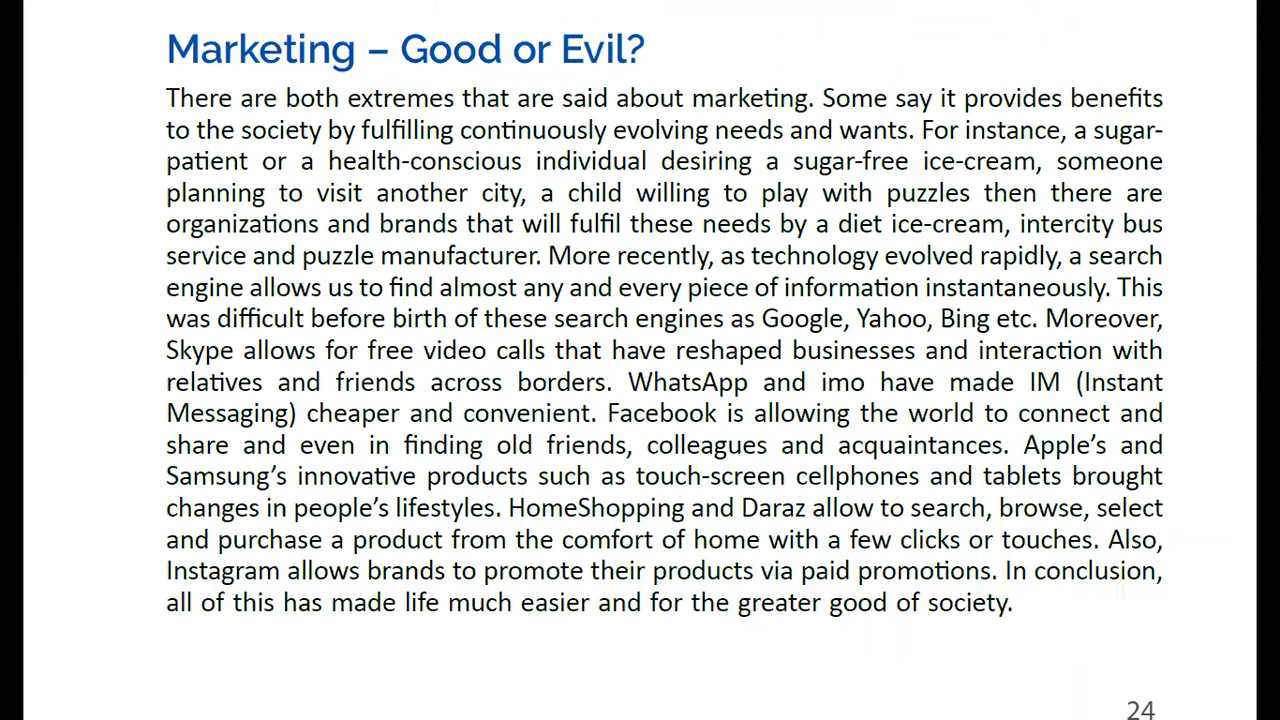 Marketing – Good or Evil?
There are both extremes that are said about marketing. Some say it provides benefits
to the society by fulfilling continuously evolving needs and wants. For instance, a sugar-
patient or a health-conscious individual desiring a sugar-free ice-cream, someone
planning to visit another city, a child willing to play with puzzles then there are
organizations and brands that will fulfil these needs by a diet ice-cream, intercity bus
service and puzzle manufacturer. More recently, as technology evolved rapidly, a search
engine allows us to find almost any and every piece of information instantaneously. This
was difficult before birth of these search engines as Google, Yahoo, Bing etc. Moreover,
Skype allows for free video calls that have reshaped businesses and interaction with
relatives and friends across borders. WhatsApp and imo have made IM (Instant
Messaging) cheaper and convenient. Facebook is allowing the world to connect and
share and even in finding old friends, colleagues and acquaintances. Apple’s and
Samsung’s innovative products such as touch-screen cellphones and tablets brought
changes in people’s lifestyles. HomeShopping and Daraz allow to search, browse, select
and purchase a product from the comfort of home with a few clicks or touches. Also,
Instagram allows brands to promote their products via paid promotions. In conclusion,
all of this has made life much easier and for the greater good of society.
24